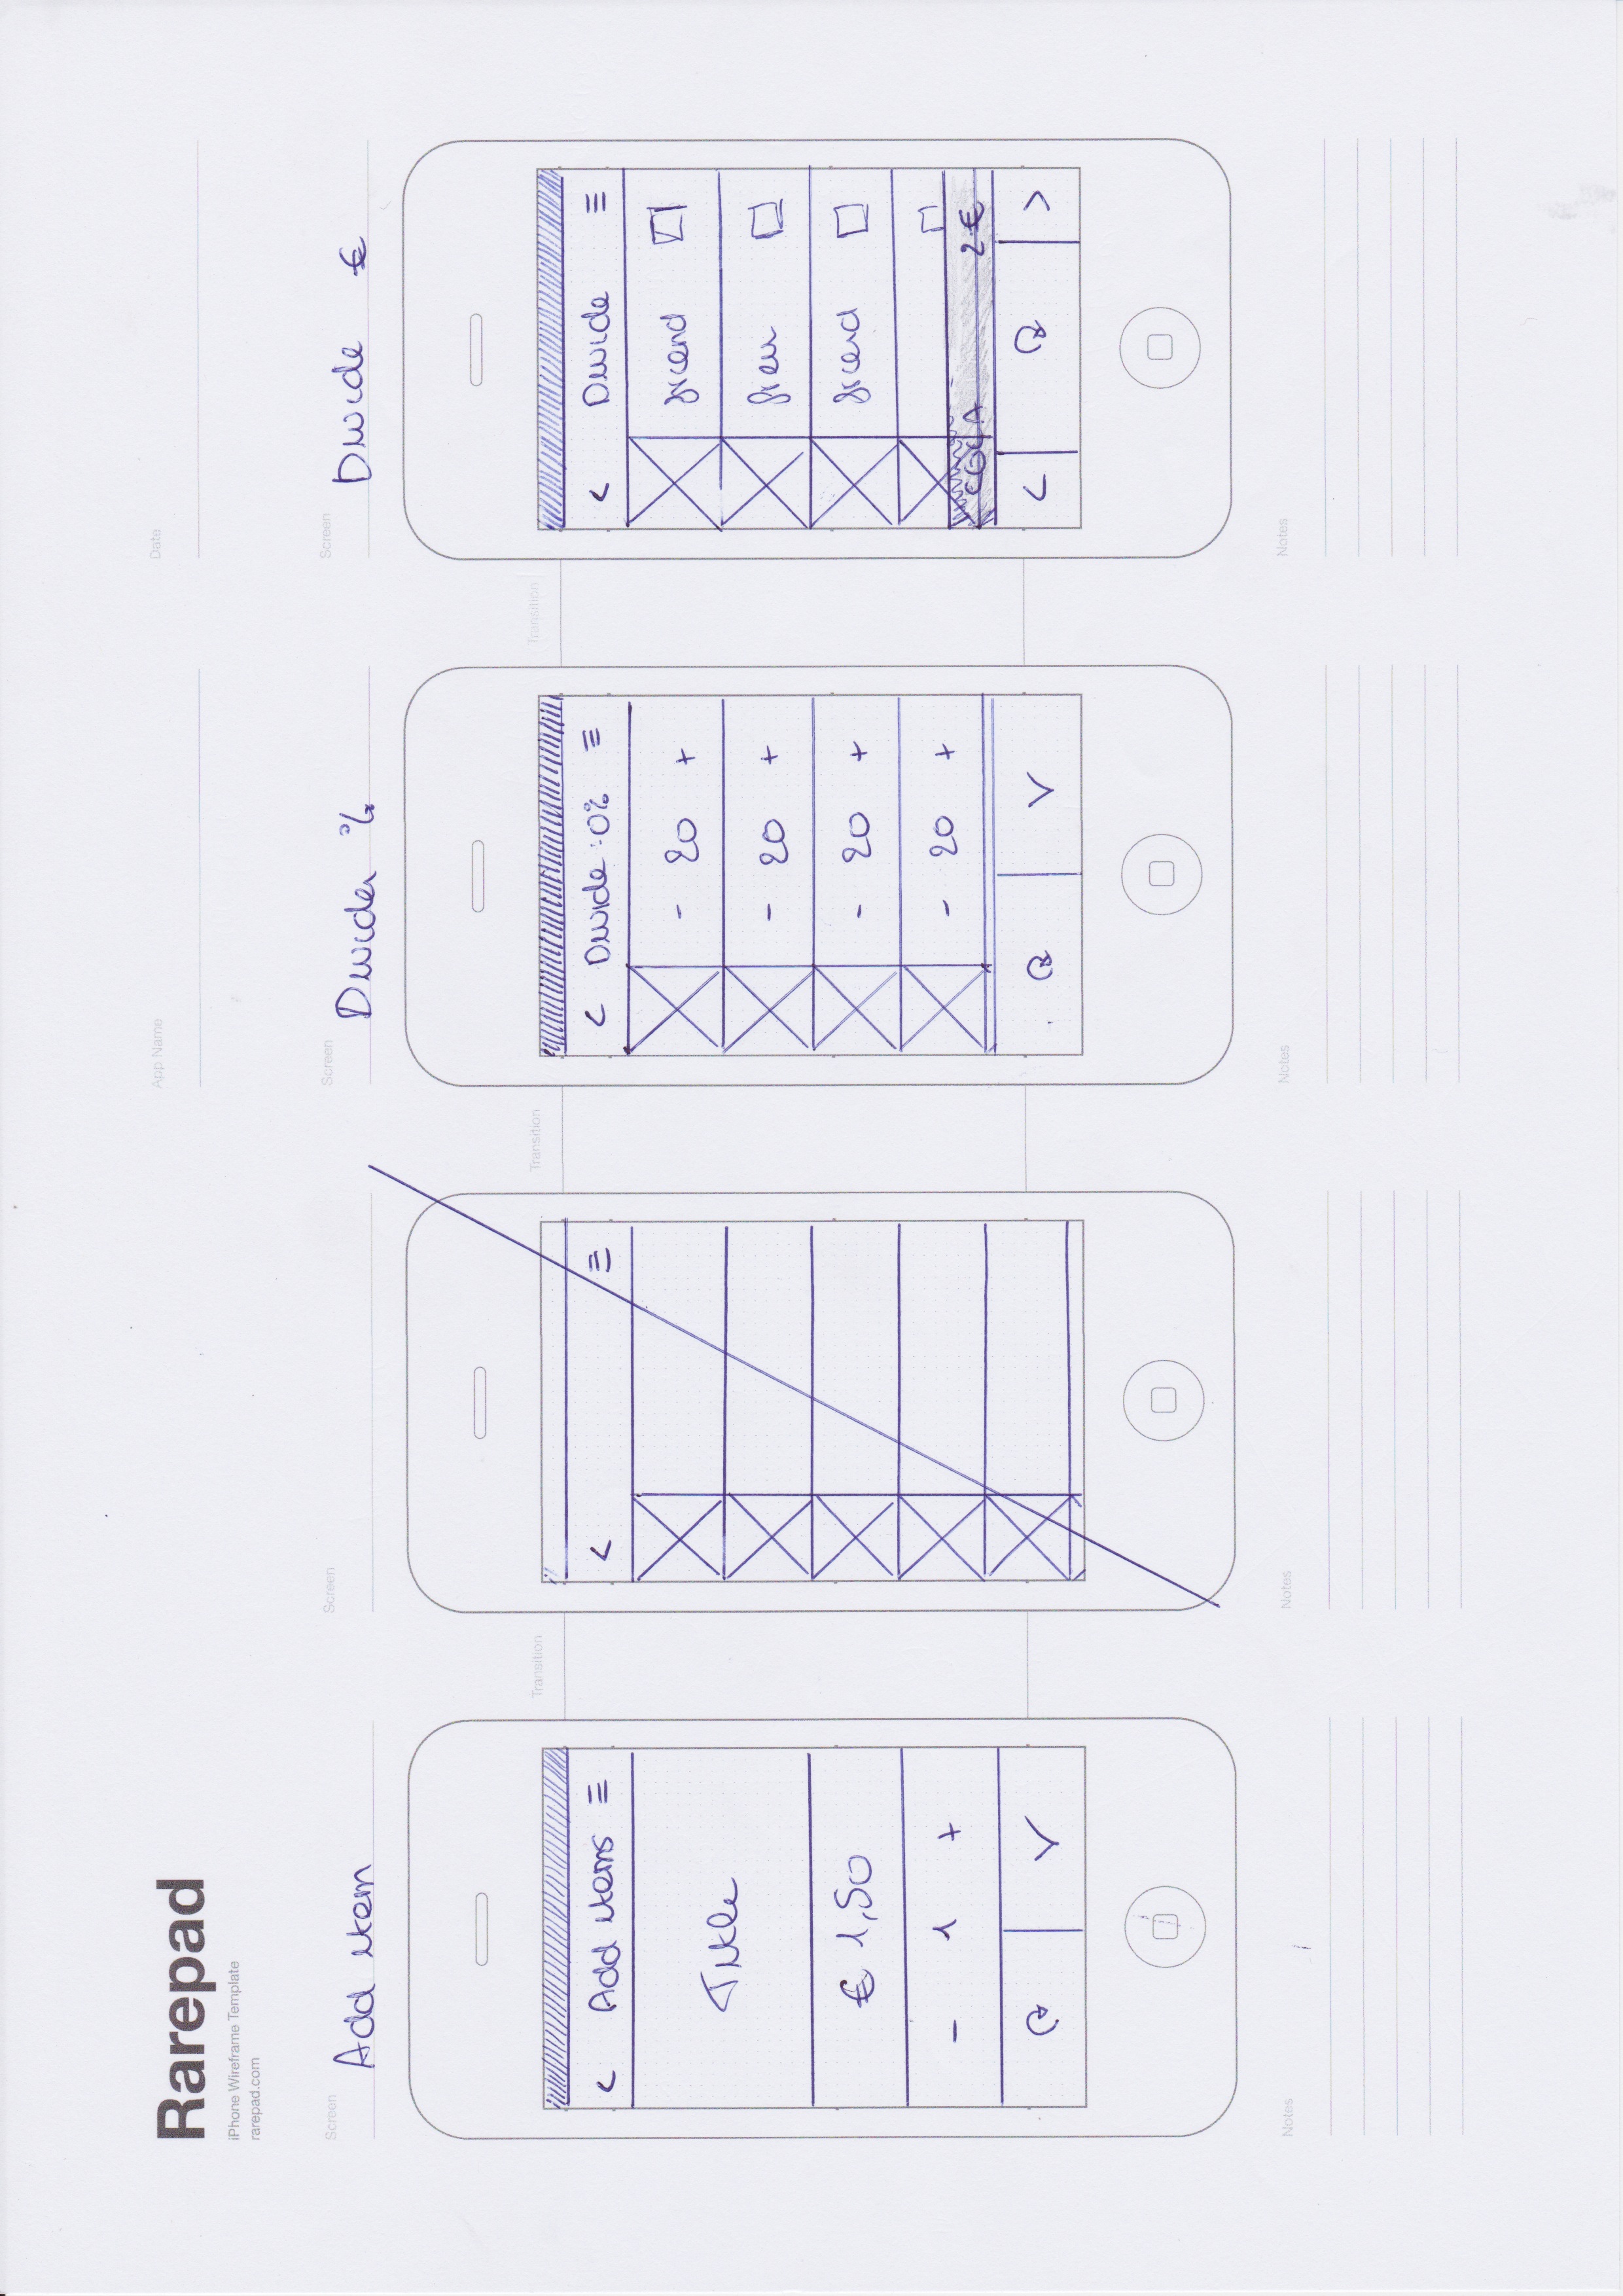 Rarepad
iPhone Wireframe Template
rarepad.com
App Name
Date
Screen
Add item
Screen
Screen
Divider %
Screen
Divide €
Transition
Transition
Transition
< Add items ≡
Title
€ 1,50
- 1 +
< ≡
< Divide :0% ≡
- 20 +
- 20 +
- 20 +
- 20 +
< Divide ≡
friend
friend
COLA 2€
< >
Notes
Notes
Notes
Notes